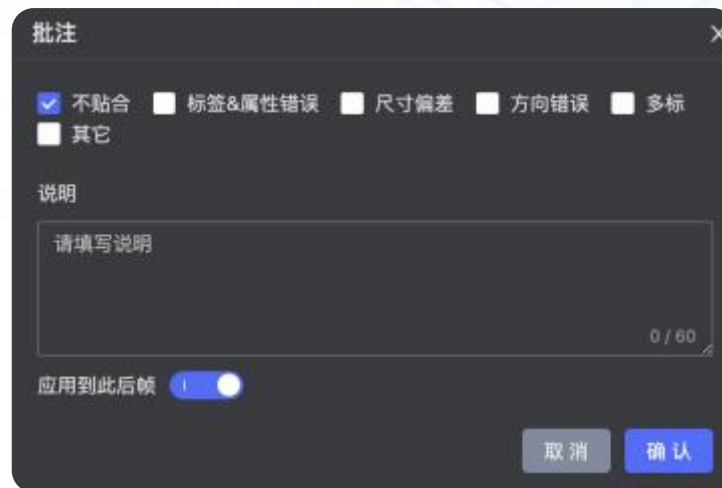 批注
不贴合 标签&属性错误 尺寸偏差 方向错误 多标
其它
说明
请填写说明
0 / 60
应用到此后帧
取消 确认